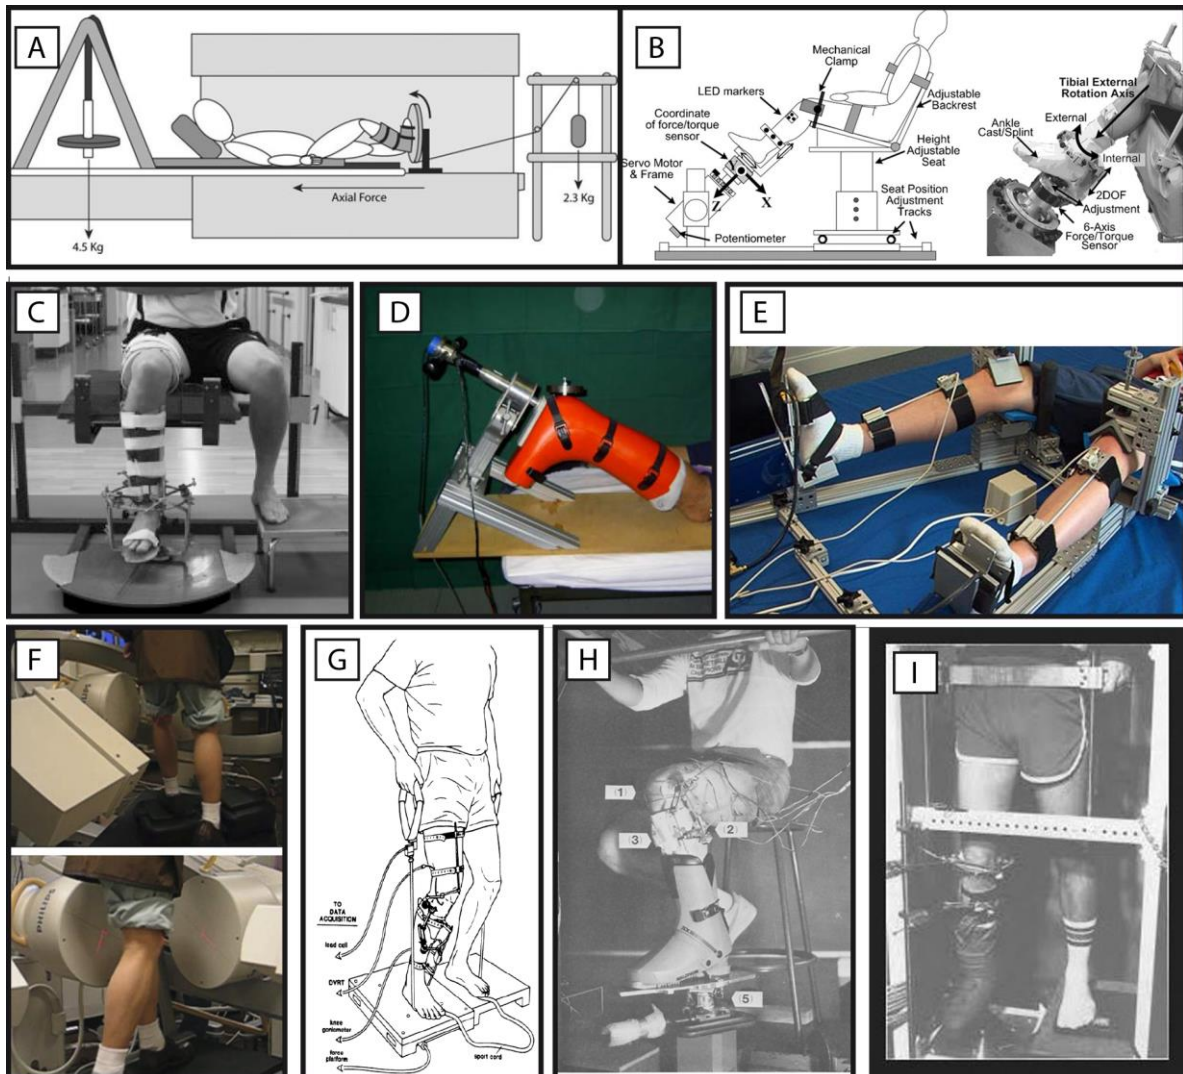 A
4.5 Kg
Axial Force
2.3 Kg
B
Mechanical
Clamp
LED markers
Coordinate
of force/torque
sensor
Adjustable
Backrest
Height
Adjustable
Seat
Servo Motor
& Frame
Z
X
Seat Position
Adjustment
Tracks
Potentiometer
Tibial External
Rotation Axis
Ankle
Cast/Splint
External
Internal
2DOF
Adjustment
6-Axis
Force/Torque
Sensor
C
D
E
F
PHILIPS
G
TO
DATA
ACQUISITION
load cell
DVRT
knee
goniometer
force
platform
sport cord
H
(1)
(2)
(3)
(5)
I